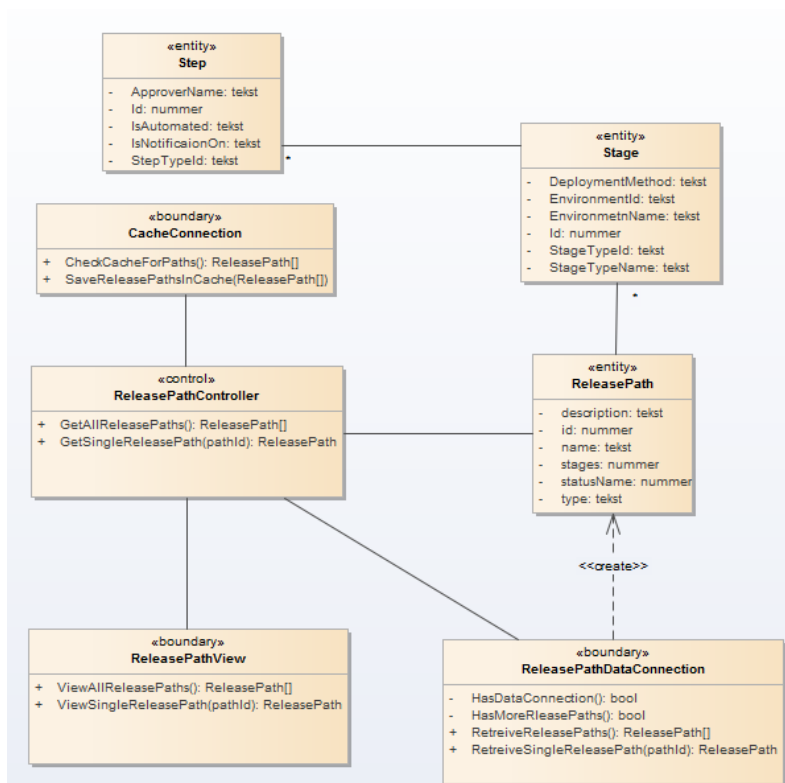 «entity»
Step
- ApproverName: tekst
- Id: nummer
- IsAutomated: tekst
- IsNotificaionOn: tekst
- StepTypeId: tekst
*
«entity»
Stage
- DeploymentMethod: tekst
- EnvironmentId: tekst
- EnvironmetnName: tekst
- Id: nummer
- StageTypeId: tekst
- StageTypeName: tekst
*
«boundary»
CacheConnection
+ CheckCacheForPaths(): ReleasePath[]
+ SaveReleasePathsInCache(ReleasePath[])
«control»
ReleasePathController
+ GetAllReleasePaths(): ReleasePath[]
+ GetSingleReleasePath(pathId): ReleasePath
«entity»
ReleasePath
- description: tekst
- id: nummer
- name: tekst
- stages: nummer
- statusName: nummer
- type: tekst
<<create>>
«boundary»
ReleasePathView
+ ViewAllReleasePaths(): ReleasePath[]
+ ViewSingleReleasePath(pathId): ReleasePath
«boundary»
ReleasePathDataConnection
- HasDataConnection(): bool
- HasMoreRleasePaths(): bool
+ RetreiveReleasePaths(): ReleasePath[]
+ RetreiveSingleReleasePath(pathId): ReleasePath